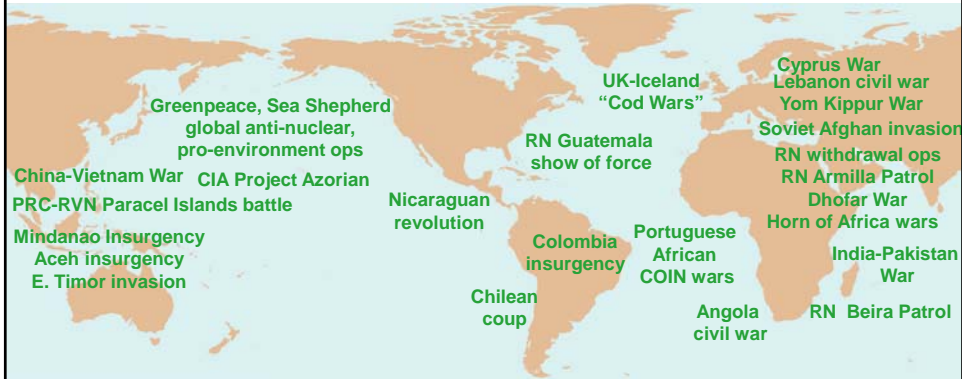 Greenpeace, Sea Shepherd
global anti-nuclear,
pro-environment ops
China-Vietnam War
CIA Project Azorian
PRC-RVN Paracel Islands battle
Mindanao Insurgency
Aceh insurgency
E. Timor invasion
UK-Iceland
“Cod Wars”
RN Guatemala
show of force
Nicaraguan
revolution
Colombia
insurgency
Chilean
coup
Portuguese
African
COIN wars
Angola
civil war
Cyprus War
Lebanon civil war
Yom Kippur War
Soviet Afghan invasion
RN withdrawal ops
RN Armilla Patrol
Dhofar War
Horn of Africa wars
India-Pakistan
War
RN Beira Patrol